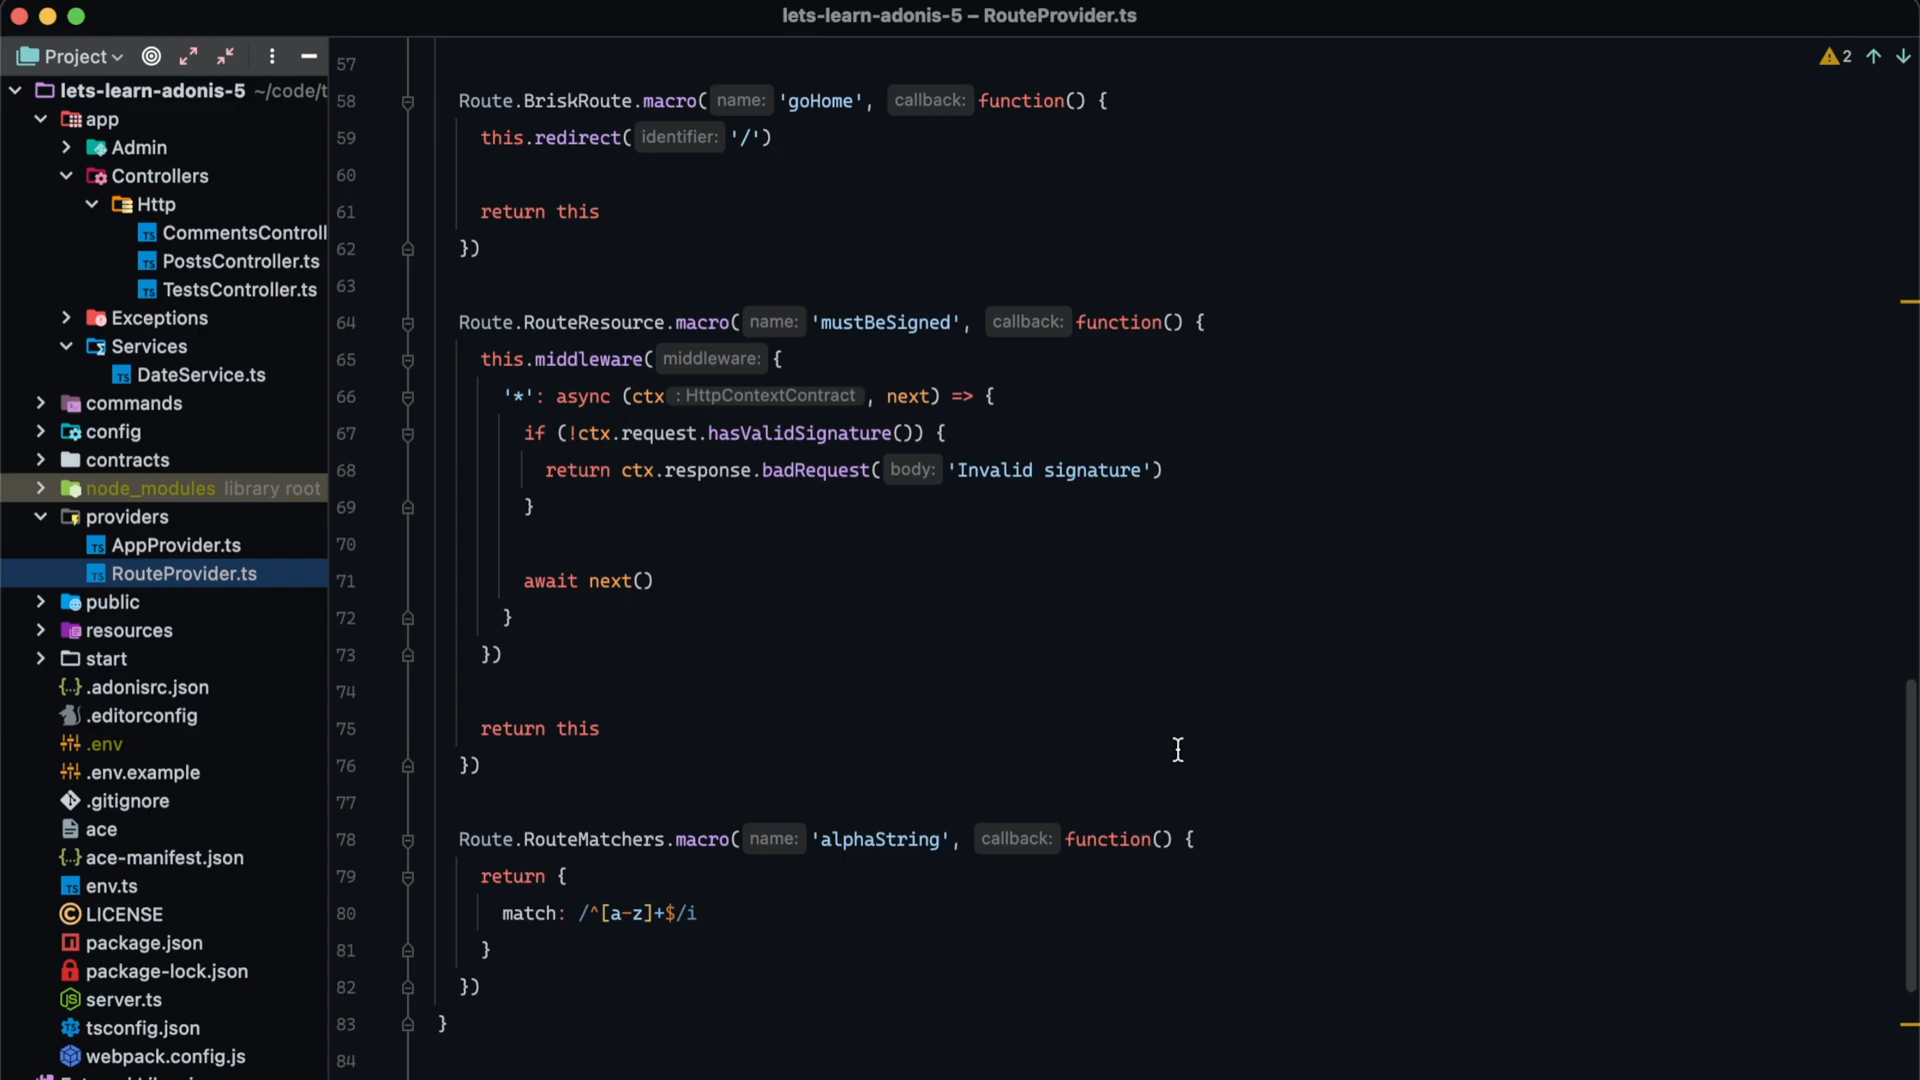 lets-learn-adonis-5 – RouteProvider.ts
Project
2
lets-learn-adonis-5 ~/code/t
app
Admin
Controllers
Http
CommentsControll
PostsController.ts
TestsController.ts
Exceptions
Services
DateService.ts
commands
config
contracts
node_modules library root
providers
AppProvider.ts
RouteProvider.ts
public
resources
start
.adonisrc.json
.editorconfig
.env
.env.example
.gitignore
ace
ace-manifest.json
env.ts
LICENSE
package.json
package-lock.json
server.ts
tsconfig.json
webpack.config.js
57
58 Route.BriskRoute.macro( name: 'goHome', callback: function() {
59 this.redirect( identifier: '/')
60
61 return this
62 })
63
64 Route.RouteResource.macro( name: 'mustBeSigned', callback: function() {
65 this.middleware( middleware: {
66 '*': async (ctx : HttpContextContract , next) => {
67 if (!ctx.request.hasValidSignature()) {
68 return ctx.response.badRequest( body: 'Invalid signature')
69 }
70
71 await next()
72 }
73 })
74
75 return this
76 })
77
78 Route.RouteMatchers.macro( name: 'alphaString', callback: function() {
79 return {
80 match: /^[a-z]+$/i
81 }
82 })
83 }
84